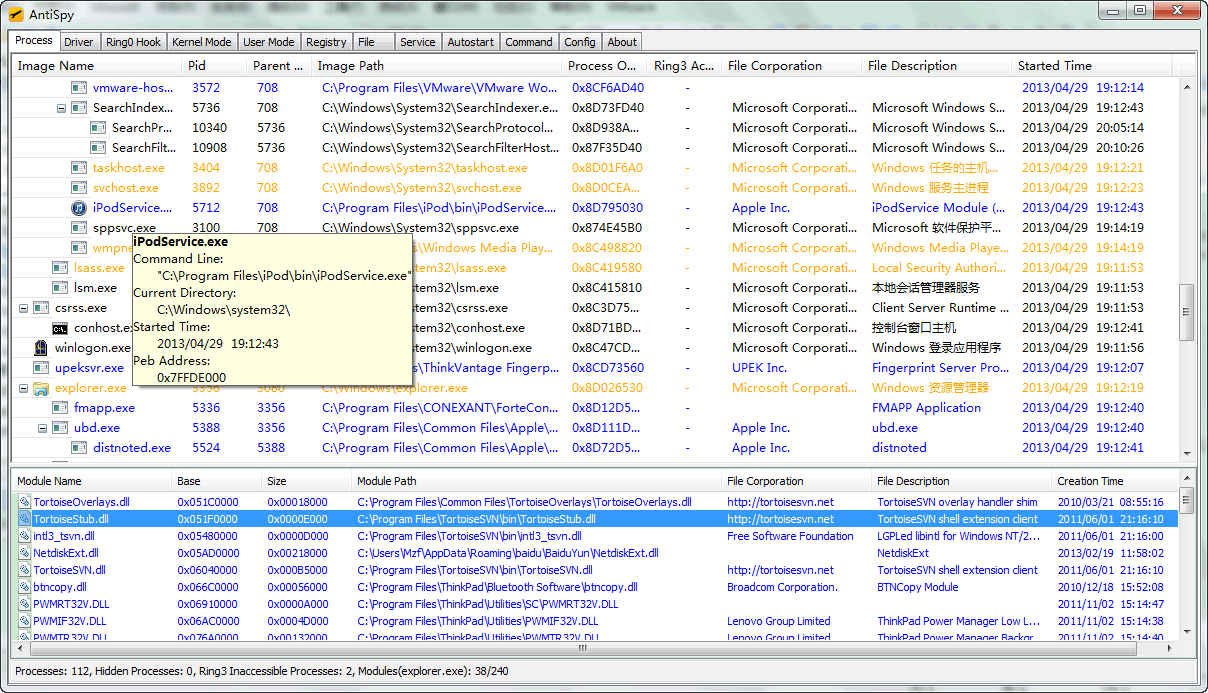 AntiSpy
Process Driver Ring0 Hook Kernel Mode User Mode Registry File Service Autostart Command Config About
Image Name Pid Parent ... Image Path Process O... Ring3 Ac... File Corporation File Description Started Time
vmware-hos... 3572 708 C:\Program Files\VMware\VMware Wo... 0x8CF6AD40 - 2013/04/29 19:12:14
SearchIndex... 5736 708 C:\Windows\System32\SearchIndexer.e... 0x8D73FD40 - Microsoft Corporati... Microsoft Windows S... 2013/04/29 19:12:43
SearchPr... 10340 5736 C:\Windows\System32\SearchProtocol... 0x8D938A... - Microsoft Corporati... Microsoft Windows S... 2013/04/29 20:05:14
SearchFilt... 10908 5736 C:\Windows\System32\SearchFilterHost... 0x87F35D40 - Microsoft Corporati... Microsoft Windows S... 2013/04/29 20:10:26
taskhost.exe 3404 708 C:\Windows\System32\taskhost.exe 0x8D01F6A0 - Microsoft Corporati... Windows 任务的主机... 2013/04/29 19:12:21
svchost.exe 3892 708 C:\Windows\System32\svchost.exe 0x8D0CEA... - Microsoft Corporati... Windows 服务主进程 2013/04/29 19:12:23
iPodService.... 5712 708 C:\Program Files\iPod\bin\iPodService.... 0x8D795030 - Apple Inc. iPodService Module (... 2013/04/29 19:12:43
sppsvc.exe 3100 708 C:\Windows\System32\sppsvc.exe 0x874E45B0 - Microsoft Corporati... Microsoft 软件保护平... 2013/04/29 19:14:19
wmpne \Windows Media Play... 0x8C498820 - Microsoft Corporati... Windows Media Playe... 2013/04/29 19:14:19
lsass.exe tem32\lsass.exe 0x8C419580 - Microsoft Corporati... Local Security Authori... 2013/04/29 19:11:53
lsm.exe tem32\lsm.exe 0x8C415810 - Microsoft Corporati... 本地会话管理器服务 2013/04/29 19:11:53
csrss.exe tem32\csrss.exe 0x8C3D75... - Microsoft Corporati... Client Server Runtime ... 2013/04/29 19:11:53
conhost.ex tem32\conhost.exe 0x8D71BD... - Microsoft Corporati... 控制台窗口主机 2013/04/29 19:12:41
winlogon.exe tem32\winlogon.exe 0x8C47CD... - Microsoft Corporati... Windows 登录应用程序 2013/04/29 19:11:56
upeksvr.exe \ThinkVantage Fingerp... 0x8CD73560 - UPEK Inc. Fingerprint Server Pro... 2013/04/29 19:12:40
explorer.exe 3356 3080 C:\Windows\explorer.exe 0x8D026530 - Microsoft Corporati... Windows 资源管理器 2013/04/29 19:12:19
fmapp.exe 5336 3356 C:\Program Files\CONEXANT\ForteCon... 0x8D12D5... - FMAPP Application 2013/04/29 19:12:40
ubd.exe 5388 3356 C:\Program Files\Common Files\Apple\... 0x8D111D... - Apple Inc. ubd.exe 2013/04/29 19:12:40
distnoted.exe 5524 5388 C:\Program Files\Common Files\Apple\... 0x8D72D5... - Apple Inc. distnoted 2013/04/29 19:12:41
iPodService.exe
Command Line:
"C:\Program Files\iPod\bin\iPodService.exe"
Current Directory:
C:\Windows\system32\
Started Time:
2013/04/29 19:12:43
Peb Address:
0x7FFDE000
Module Name Base Size Module Path File Corporation File Description Creation Time
TortoiseOverlays.dll 0x051C0000 0x00018000 C:\Program Files\Common Files\TortoiseOverlays\TortoiseOverlays.dll http://tortoisesvn.net TortoiseSVN overlay handler shim 2010/03/21 08:55:16
TortoiseStub.dll 0x051F0000 0x0000E000 C:\Program Files\TortoiseSVN\bin\TortoiseStub.dll http://tortoisesvn.net TortoiseSVN shell extension client 2011/06/01 21:16:10
intl3_tsvn.dll 0x05480000 0x0000D000 C:\Program Files\TortoiseSVN\bin\intl3_tsvn.dll Free Software Foundation LGPLed libintl for Windows NT/2... 2011/06/01 21:16:00
NetdiskExt.dll 0x05AD0000 0x00218000 C:\Users\Mzf\AppData\Roaming\baidu\BaiduYun\NetdiskExt.dll NetdiskExt 2013/02/19 11:58:02
TortoiseSVN.dll 0x06040000 0x000B5000 C:\Program Files\TortoiseSVN\bin\TortoiseSVN.dll http://tortoisesvn.net TortoiseSVN shell extension client 2011/06/01 21:16:10
btncopy.dll 0x066C0000 0x00056000 C:\Program Files\ThinkPad\Bluetooth Software\btncopy.dll Broadcom Corporation. BTNCopy Module 2010/12/18 15:52:08
PWMRT32V.DLL 0x06910000 0x0000A000 C:\Program Files\ThinkPad\Utilities\SC\PWMRT32V.DLL 2011/11/02 15:14:47
PWMIF32V.DLL 0x06AC0000 0x0004D000 C:\Program Files\ThinkPad\Utilities\PWMIF32V.DLL Lenovo Group Limited ThinkPad Power Manager Low L... 2011/11/02 15:14:38
PWMTR32V.DLL 0x076A0000 0x00132000 C:\Program Files\ThinkPad\Utilities\PWMTR32V.DLL Lenovo Group Limited ThinkPad Power Manager Backgr... 2011/11/02 15:14:40
Processes: 112, Hidden Processes: 0, Ring3 Inaccessible Processes: 2, Modules(explorer.exe): 38/240